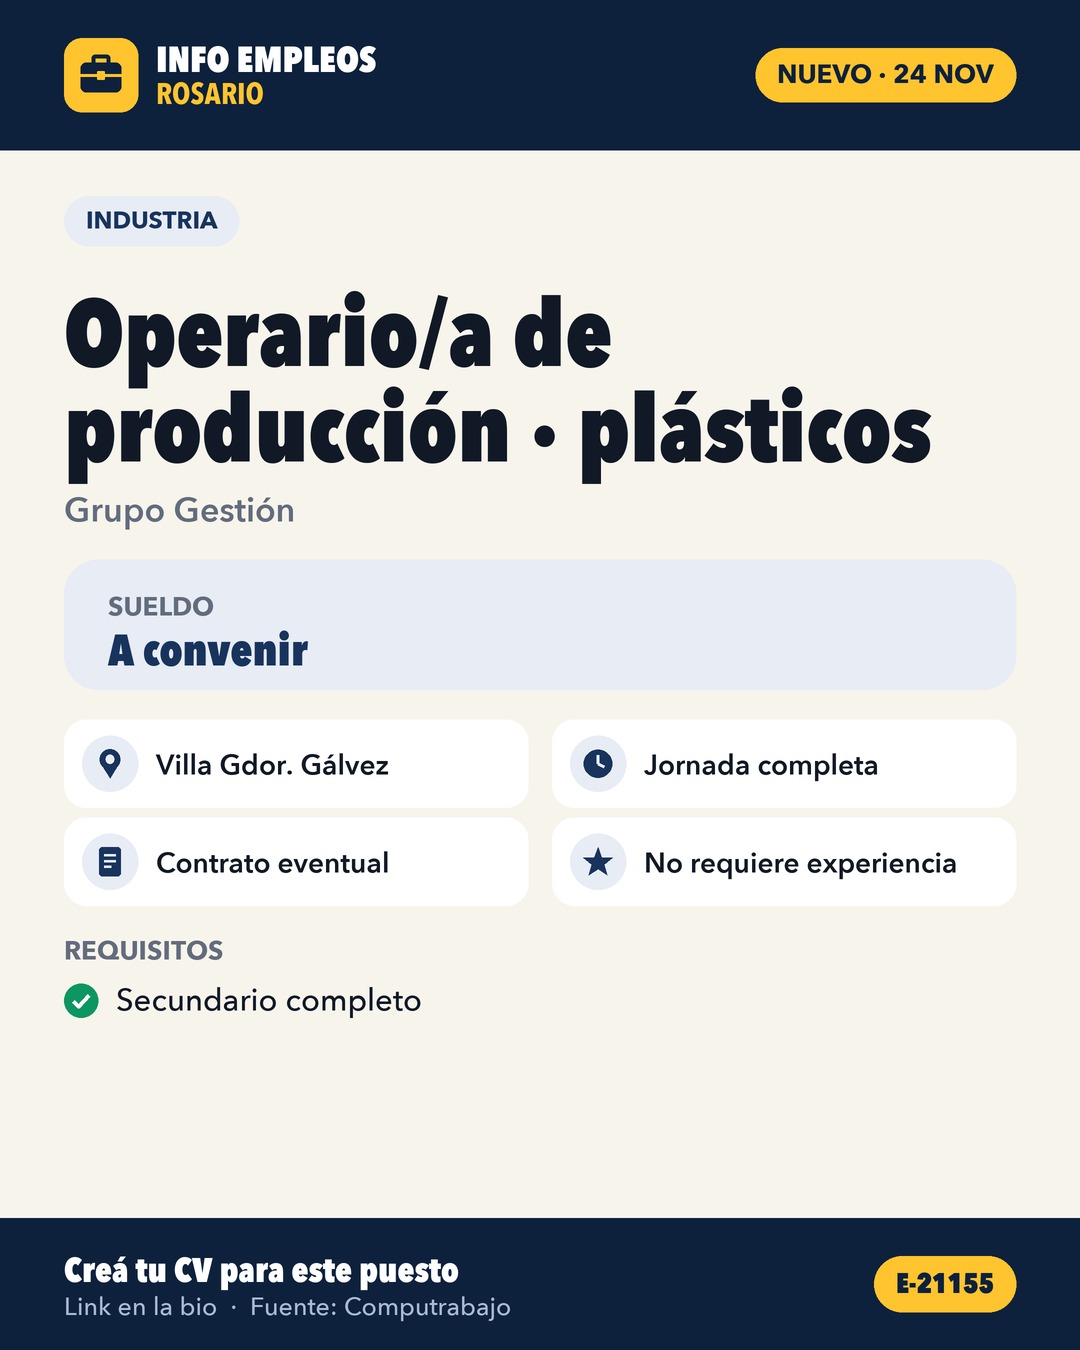 INFO EMPLEOS
ROSARIO
NUEVO · 24 NOV
INDUSTRIA
Operario/a de
producción · plásticos
Grupo Gestión
SUELDO
A convenir
Villa Gdor. Gálvez
Jornada completa
Contrato eventual
No requiere experiencia
REQUISITOS
Secundario completo
Creá tu CV para este puesto
Link en la bio · Fuente: Computrabajo
E-21155